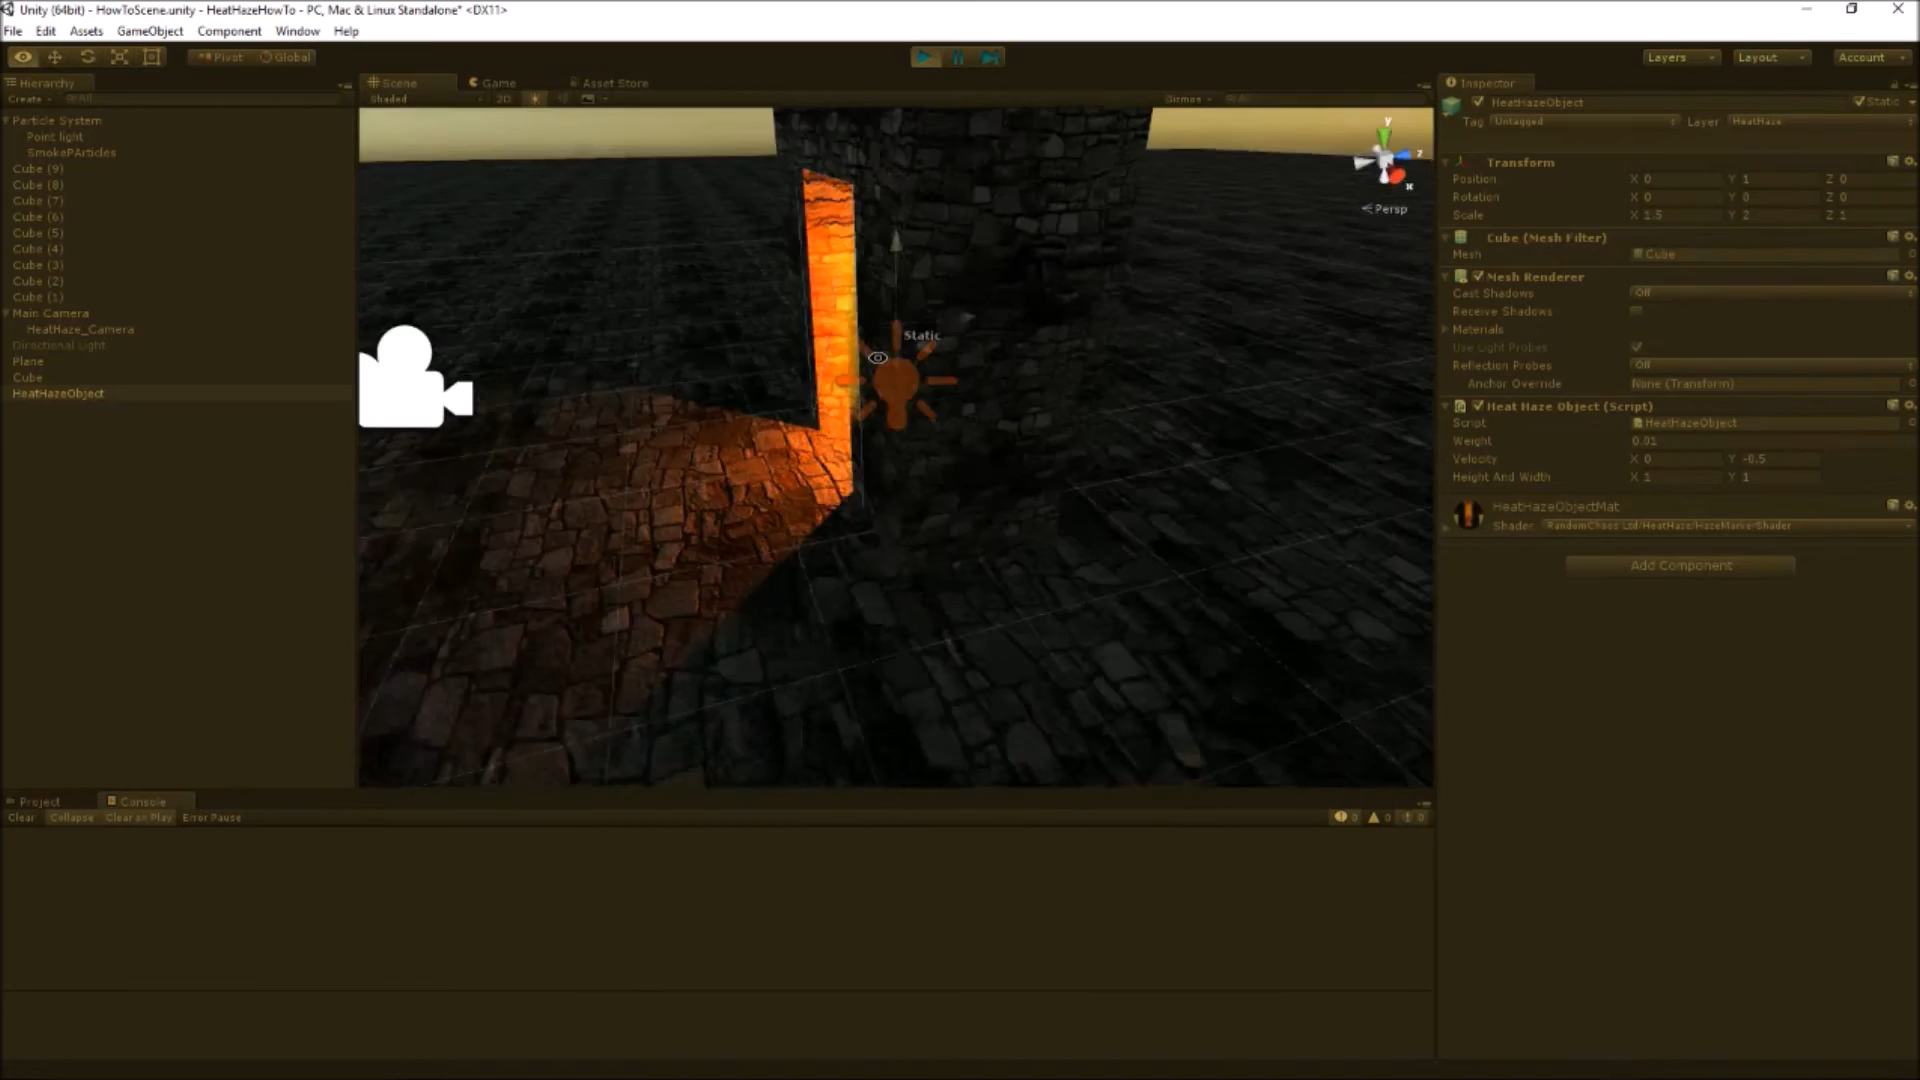 Unity (64bit) - HowToScene.unity - HeatHazeHowTo - PC, Mac & Linux Standalone* <DX11>
File Edit Assets GameObject Component Window Help
Pivot Global Layers Layout Account
Hierarchy
Create All
Particle System
Point light
SmokePArticles
Cube (9)
Cube (8)
Cube (7)
Cube (6)
Cube (5)
Cube (4)
Cube (3)
Cube (2)
Cube (1)
Main Camera
HeatHaze_Camera
Directional Light
Plane
Cube
HeatHazeObject
Scene Game Asset Store
Shaded 2D Gizmos All
y
z
x
Persp
Static
Project Console
Clear Collapse Clear on Play Error Pause 0 0 0
Inspector
HeatHazeObject Static
Tag Untagged Layer HeatHaze
Transform
Position X 0 Y 1 Z 0
Rotation X 0 Y 0 Z 0
Scale X 1.5 Y 2 Z 1
Cube (Mesh Filter)
Mesh Cube
Mesh Renderer
Cast Shadows Off
Receive Shadows
Materials
Use Light Probes
Reflection Probes Off
Anchor Override None (Transform)
Heat Haze Object (Script)
Script HeatHazeObject
Weight 0.01
Velocity X 0 Y -0.5
Height And Width X 1 Y 1
HeatHazeObjectMat
Shader RandomChaos Ltd/HeatHaze/HazeMarkerShader
Add Component